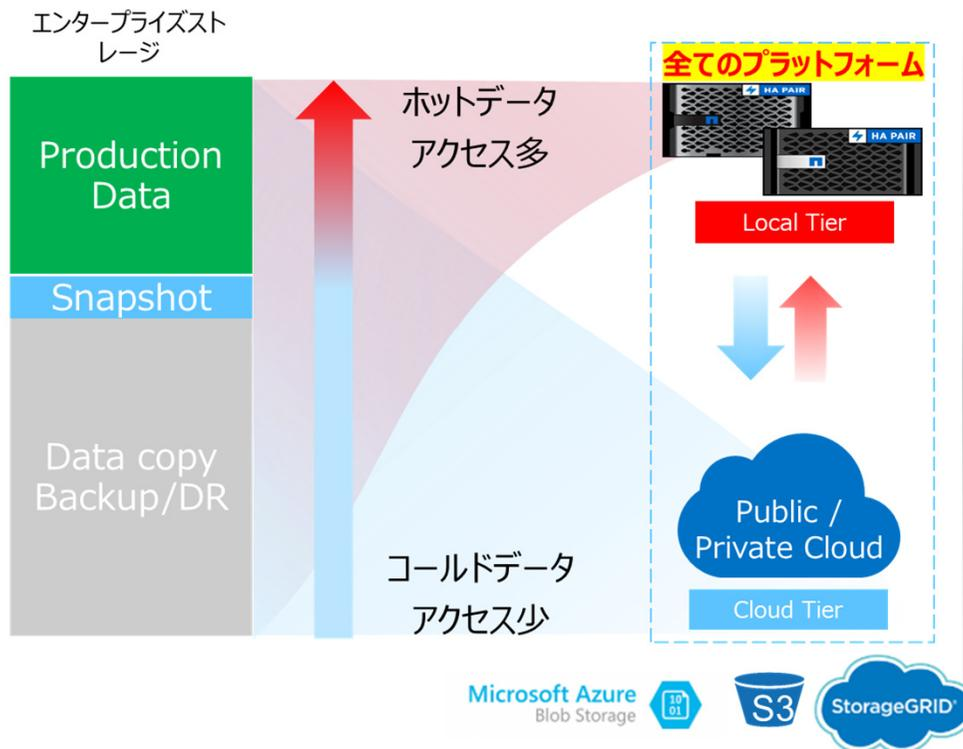 エンタープライズスト
レージ
Production
Data
Snapshot
Data copy
Backup/DR
ホットデータ
アクセス多
コールドデータ
アクセス少
全てのプラットフォーム
HA PAIR
HA PAIR
Local Tier
Public /
Private Cloud
Cloud Tier
Microsoft Azure
Blob Storage
10
01
S3
StorageGRID